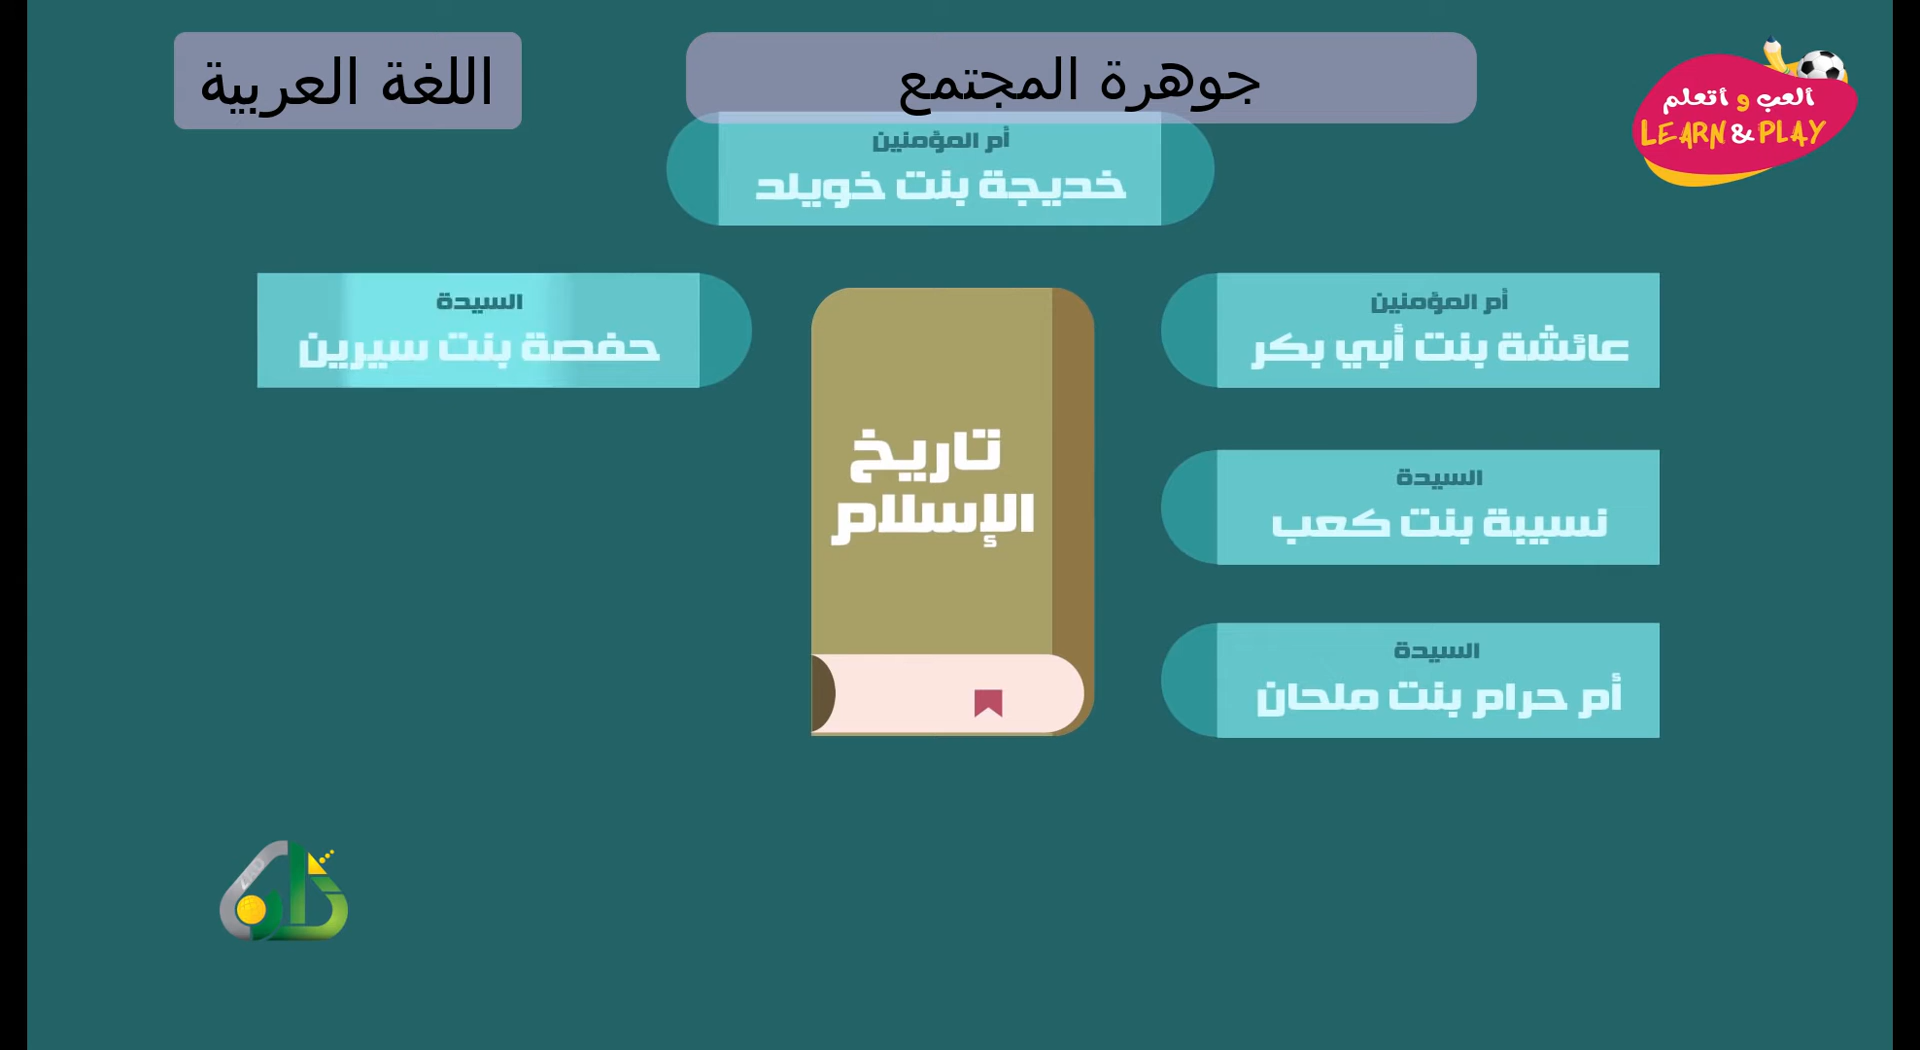 جوهرة المجتمع
اللغة العربية
ألعب و أتعلم
LEARN & PLAY
أم المؤمنين
خديجة بنت خويلد
أم المؤمنين
عائشة بنت أبي بكر
السيدة
حفصة بنت سيرين
السيدة
نسيبة بنت كعب
السيدة
أم حرام بنت ملحان
تاريخ
الإسلام